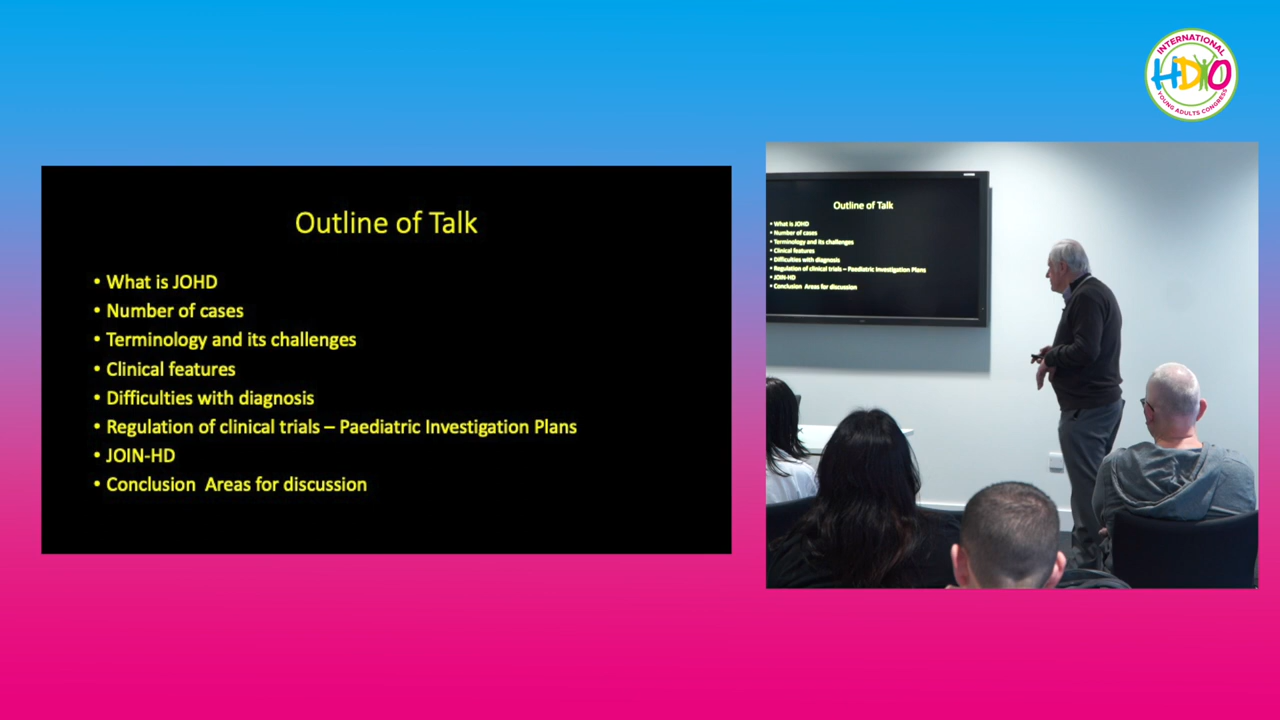 INTERNATIONAL
HDYO
YOUNG ADULTS CONGRESS
Outline of Talk
• What is JOHD
• Number of cases
• Terminology and its challenges
• Clinical features
• Difficulties with diagnosis
• Regulation of clinical trials – Paediatric Investigation Plans
• JOIN-HD
• Conclusion  Areas for discussion
Outline of Talk
• What is JOHD
• Number of cases
• Terminology and its challenges
• Clinical features
• Difficulties with diagnosis
• Regulation of clinical trials – Paediatric Investigation Plans
• JOIN-HD
• Conclusion  Areas for discussion